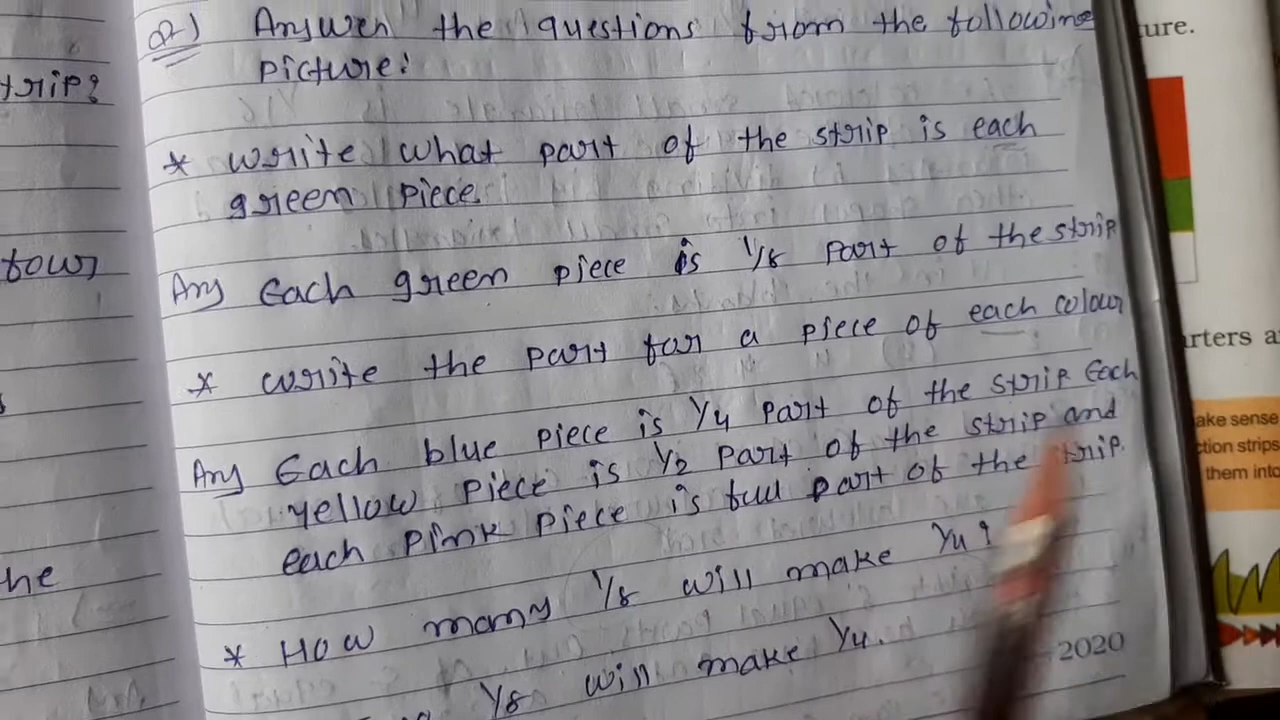 trip?
four
he
Q-) Answer the questions from the following
picture:
* write what part of the strip is each
green piece
Ans Each green piece is 1/8 part of the strip
* write the part for a piece of each colour
Ans Each blue piece is 1/4 part of the strip Each
yellow piece is 1/2 part of the strip and
each pink piece is full part of the strip.
* How many 1/8 will make 1/4?
1/8 will make 1/4.
2020
ure.
rters a
ake sense
ction strips
them into